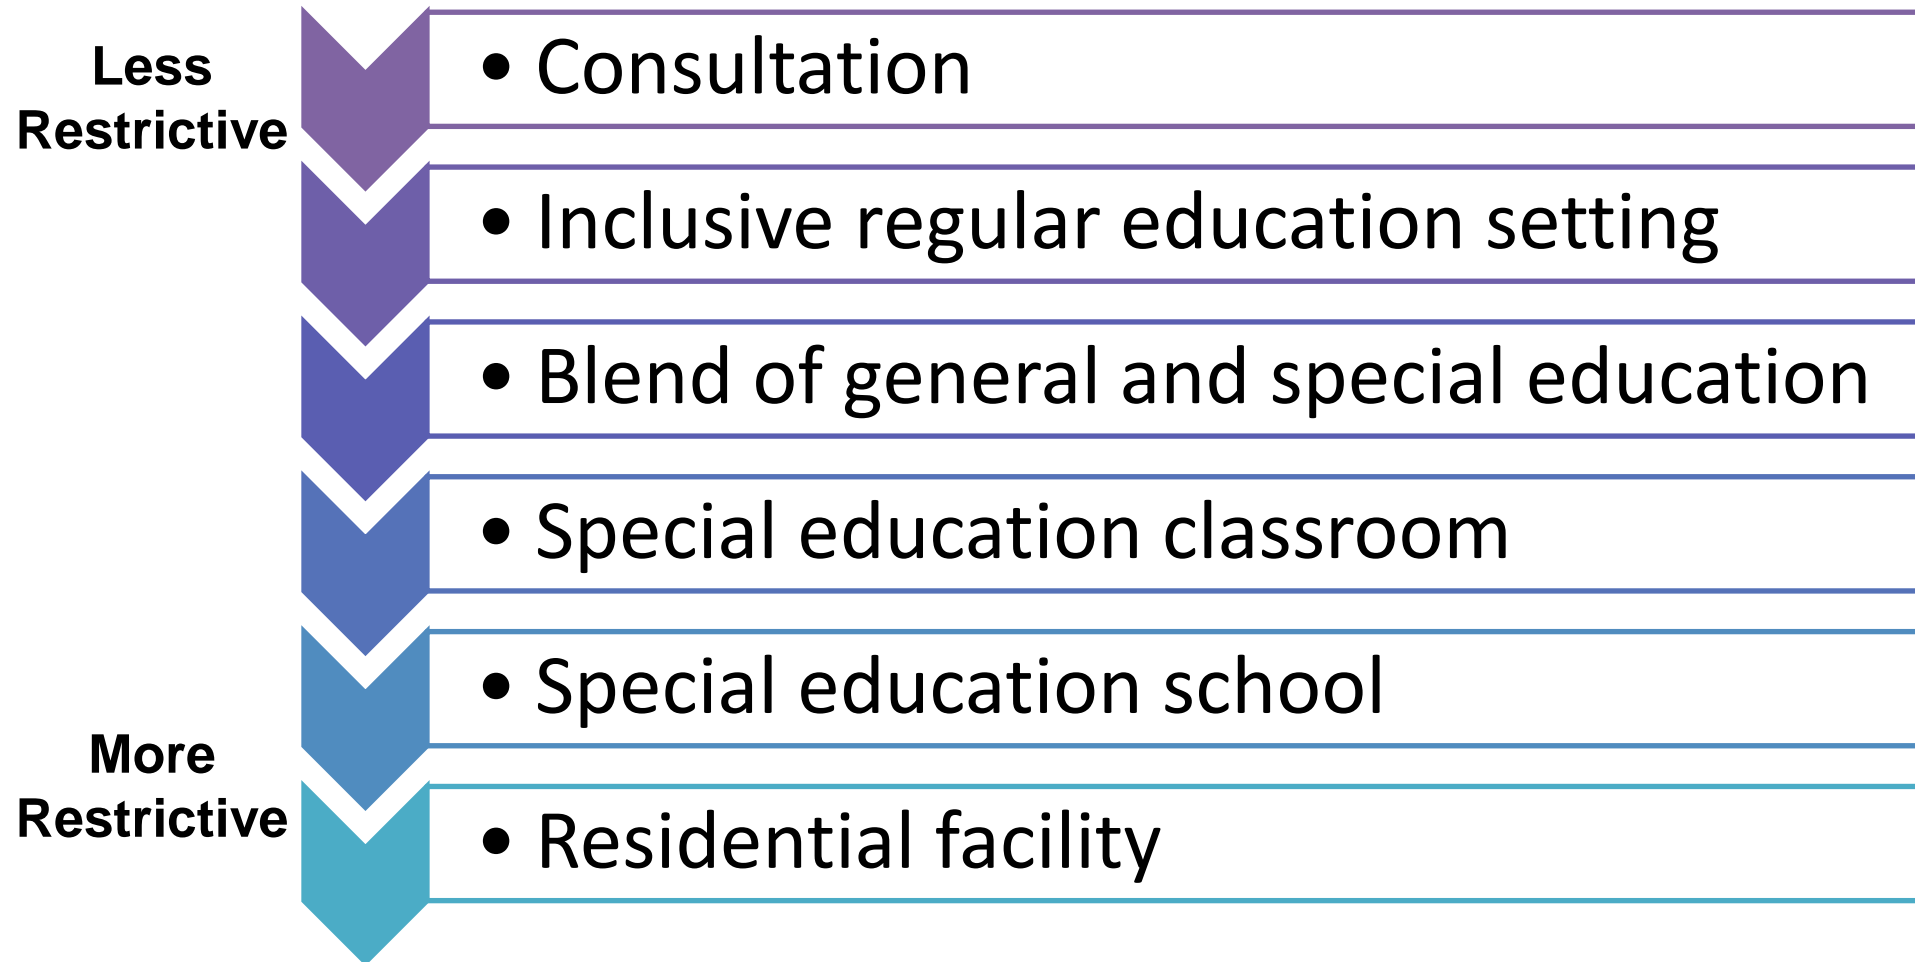 Less
Restrictive
• Consultation
• Inclusive regular education setting
• Blend of general and special education
• Special education classroom
• Special education school
More
Restrictive
• Residential facility